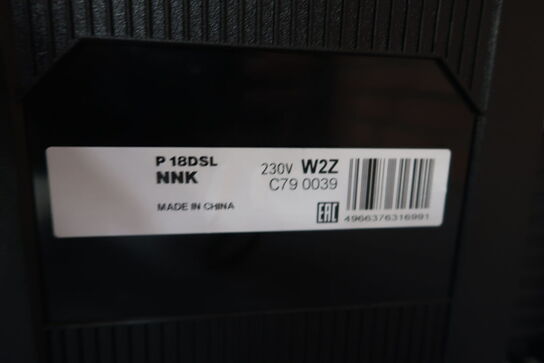 P 18DSL
NNK
MADE IN CHINA
230V W2Z
C79 0039
EAC
4966376316991